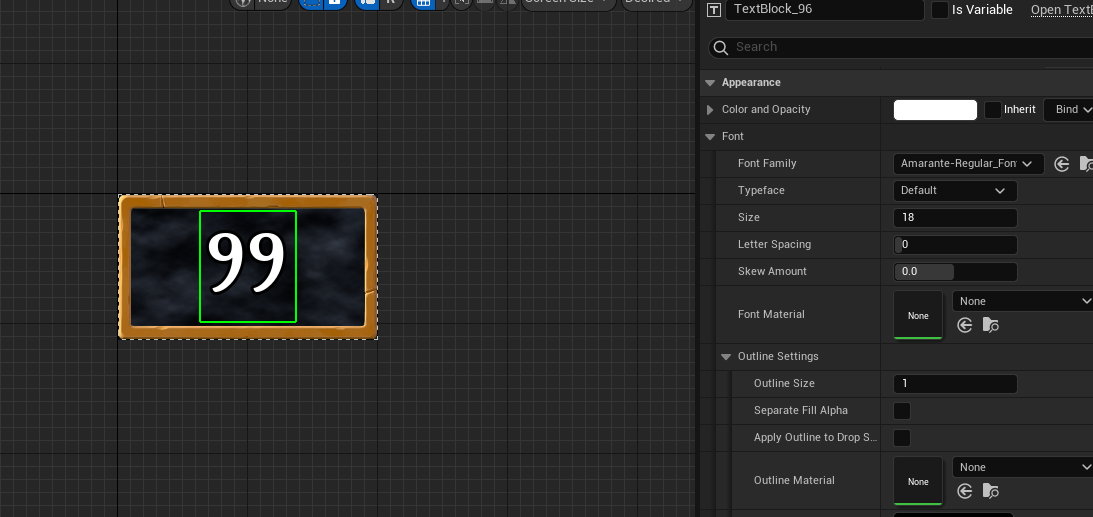 None
R
Screen Size
Desired
TextBlock_96
Is Variable
Open TextB
Search
Appearance
Color and Opacity
Inherit
Bind
Font
Font Family
Amarante-Regular_Fon
Typeface
Default
Size
18
Letter Spacing
0
Skew Amount
0.0
Font Material
None
None
Outline Settings
Outline Size
1
Separate Fill Alpha
Apply Outline to Drop S...
Outline Material
None
None
99